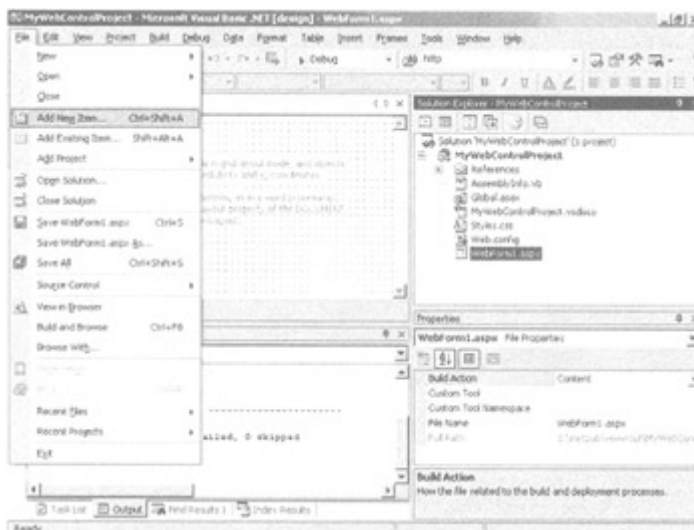 MyWebControlProject - Microsoft Visual Basic .NET [design] - WebForm1.aspx
File Edit View Project Build Debug Data Format Table Insert Frames Tools Window Help
New
Open
Close
Add New Item... Ctrl+Shift+A
Add Existing Item... Shift+Alt+A
Add Project
Open Solution...
Close Solution
Save WebForm1.aspx Ctrl+S
Save WebForm1.aspx As...
Save All Ctrl+Shift+S
Source Control
View in Browser
Build and Browse Ctrl+F8
Browse With...
Recent Files
Recent Projects
Exit
Debug
http
B I U
Solution Explorer - MyWebControlProject
Solution 'MyWebControlProject' (1 project)
MyWebControlProject
References
AssemblyInfo.vb
Global.asax
MyWebControlProject.vsdisco
Styles.css
Web.config
WebForm1.aspx
Properties
WebForm1.aspx File Properties
Build Action Content
Custom Tool
Custom Tool Namespace
File Name WebForm1.aspx
Full Path
Build Action
How the file related to the build and deployment processes.
0 skipped
Task List Output Find Results 1 Index Results
Ready